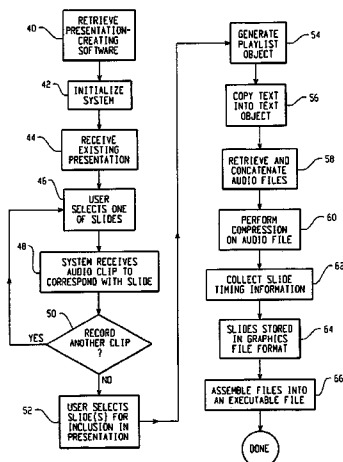 40
RETRIEVE
PRESENTATION-
CREATING
SOFTWARE
42
INITIALIZE
SYSTEM
44
RECEIVE
EXISTING
PRESENTATION
46
USER
SELECTS ONE
OF SLIDES
48
SYSTEM RECEIVES
AUDIO CLIP TO
CORRESPOND WITH SLIDE
50
YES
RECORD
ANOTHER CLIP
?
NO
52
USER SELECTS
SLIDE(S) FOR
INCLUSION IN
PRESENTATION
54
GENERATE
PLAYLIST
OBJECT
56
COPY TEXT
INTO TEXT
OBJECT
58
RETRIEVE AND
CONCATENATE
AUDIO FILES
60
PERFORM
COMPRESSION
ON AUDIO FILE
62
COLLECT SLIDE
TIMING INFORMATION
64
SLIDES STORED
IN GRAPHICS
FILE FORMAT
66
ASSEMBLE FILES INTO
AN EXECUTABLE FILE
DONE